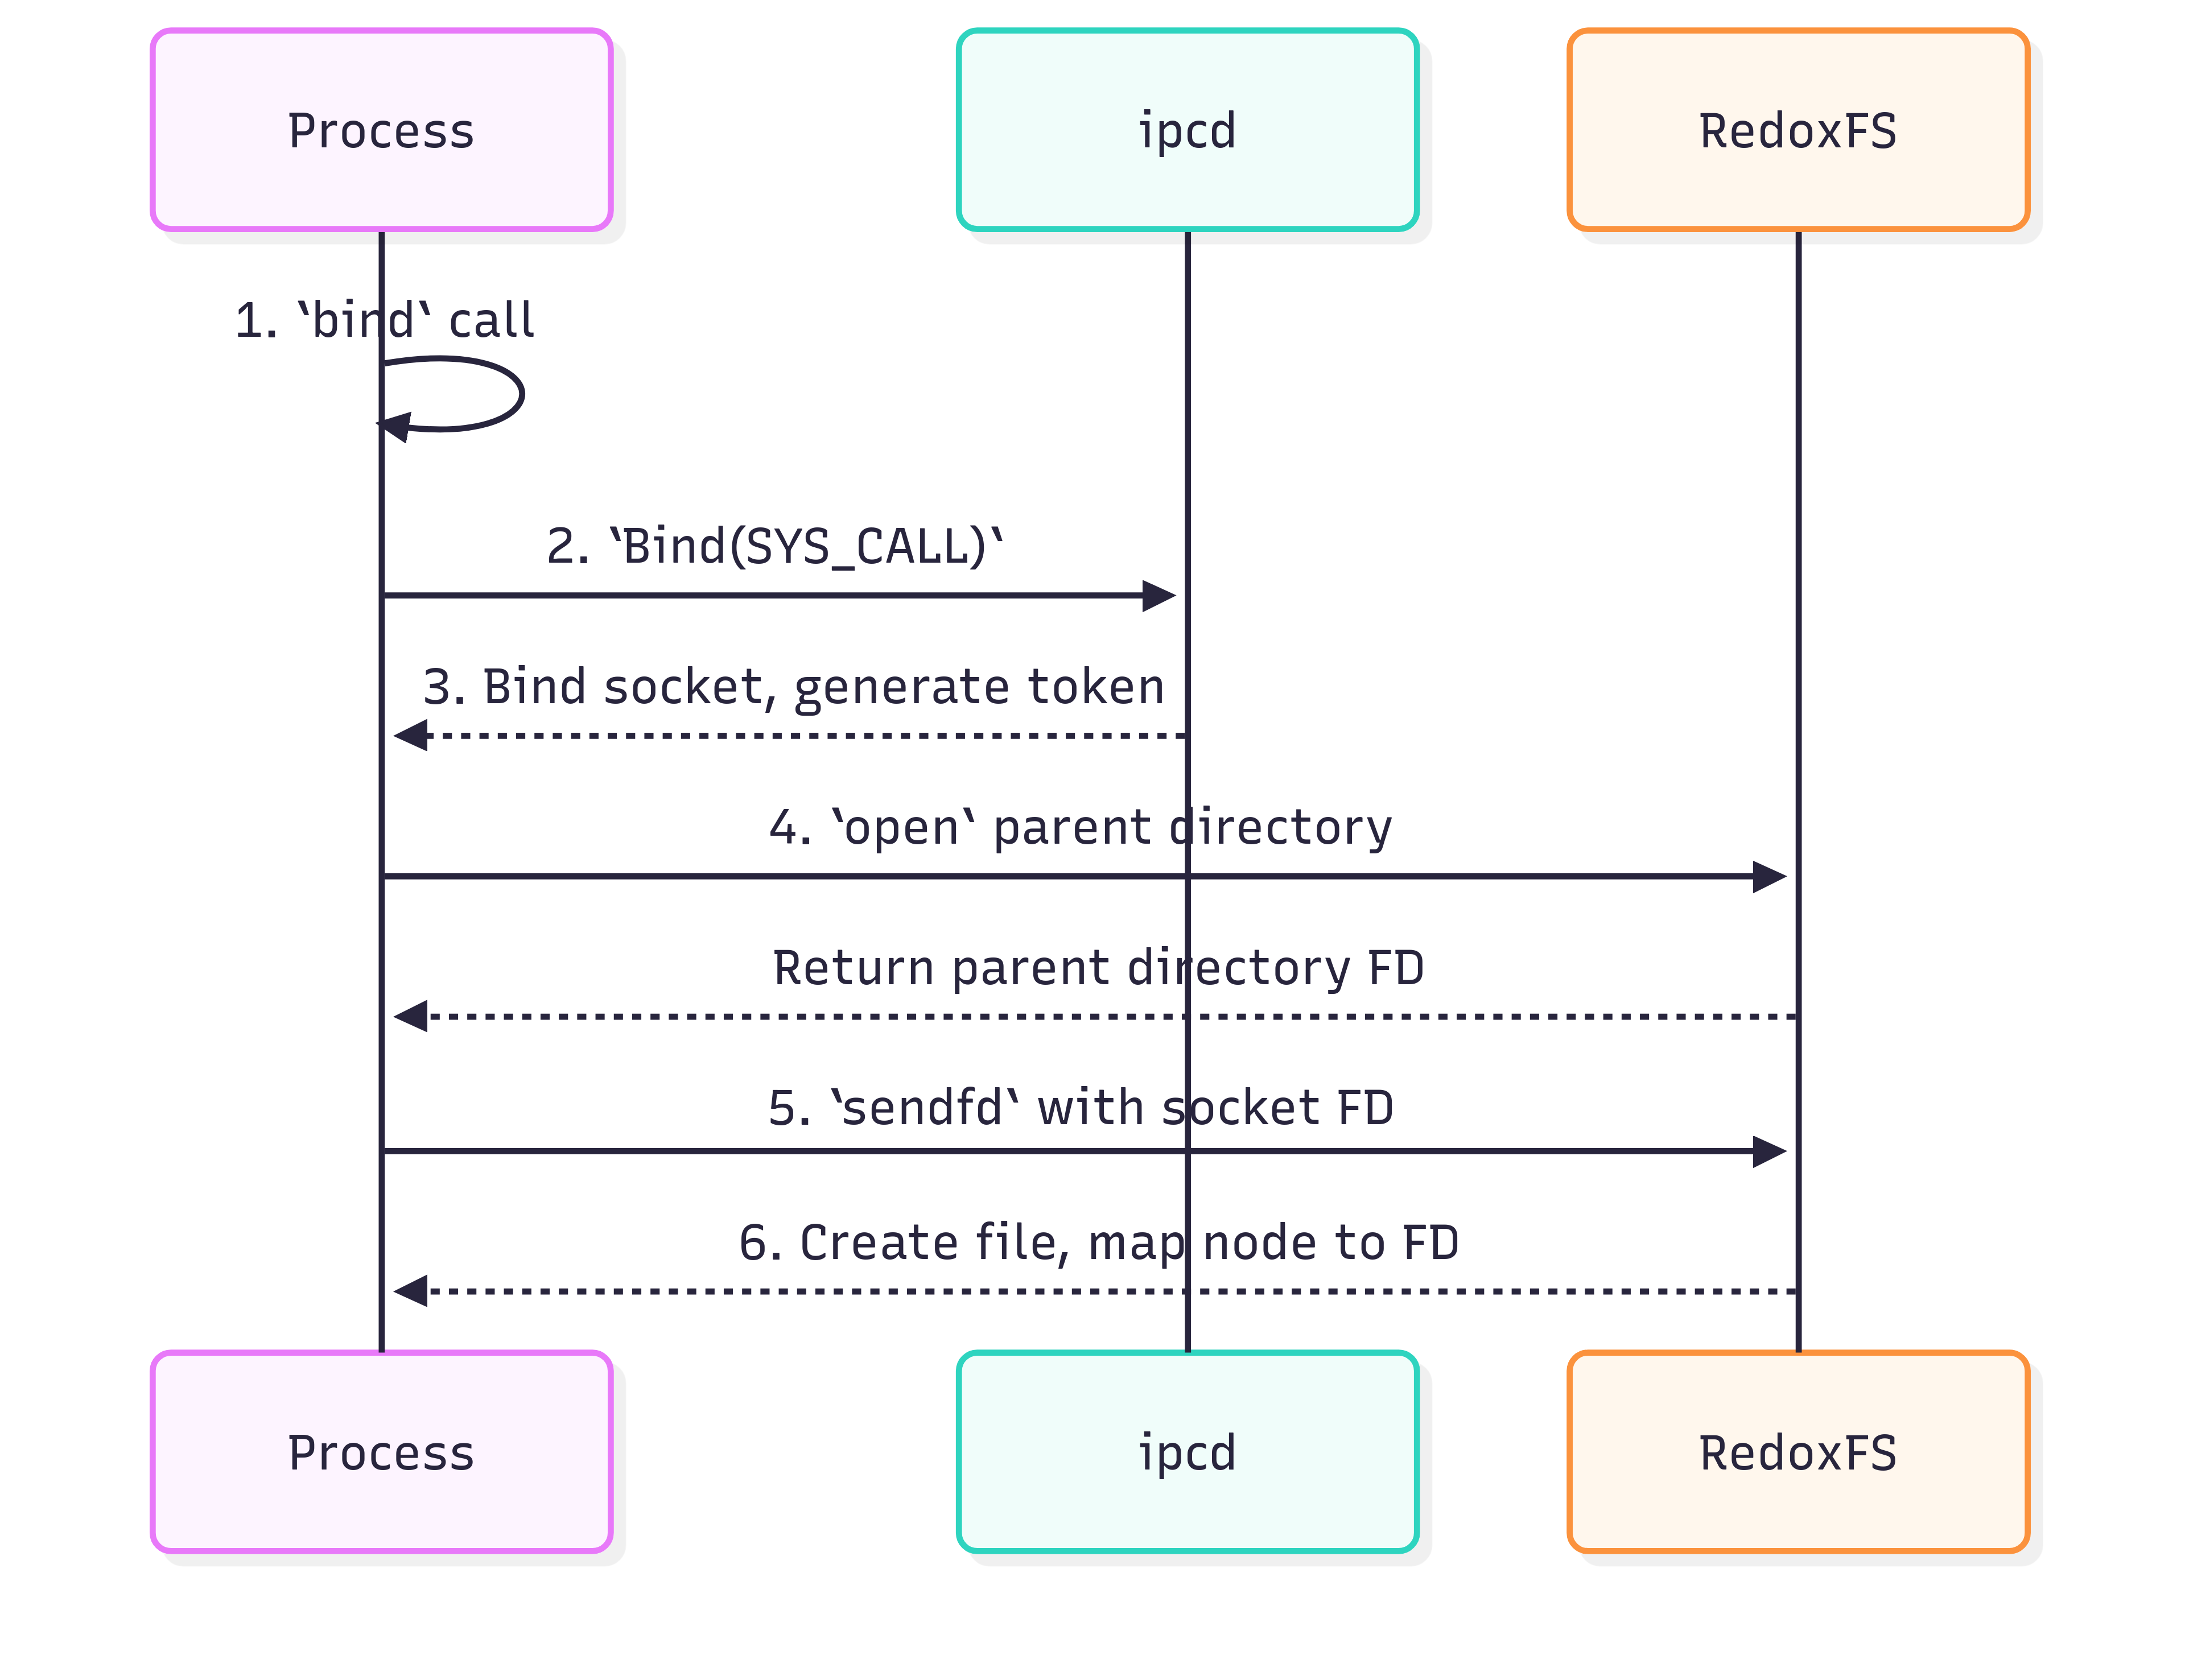 Process
ipcd
RedoxFS
1. `bind` call
2. `Bind(SYS_CALL)`
3. Bind socket, generate token
4. `open` parent directory
Return parent directory FD
5. `sendfd` with socket FD
6. Create file, map node to FD
Process
ipcd
RedoxFS